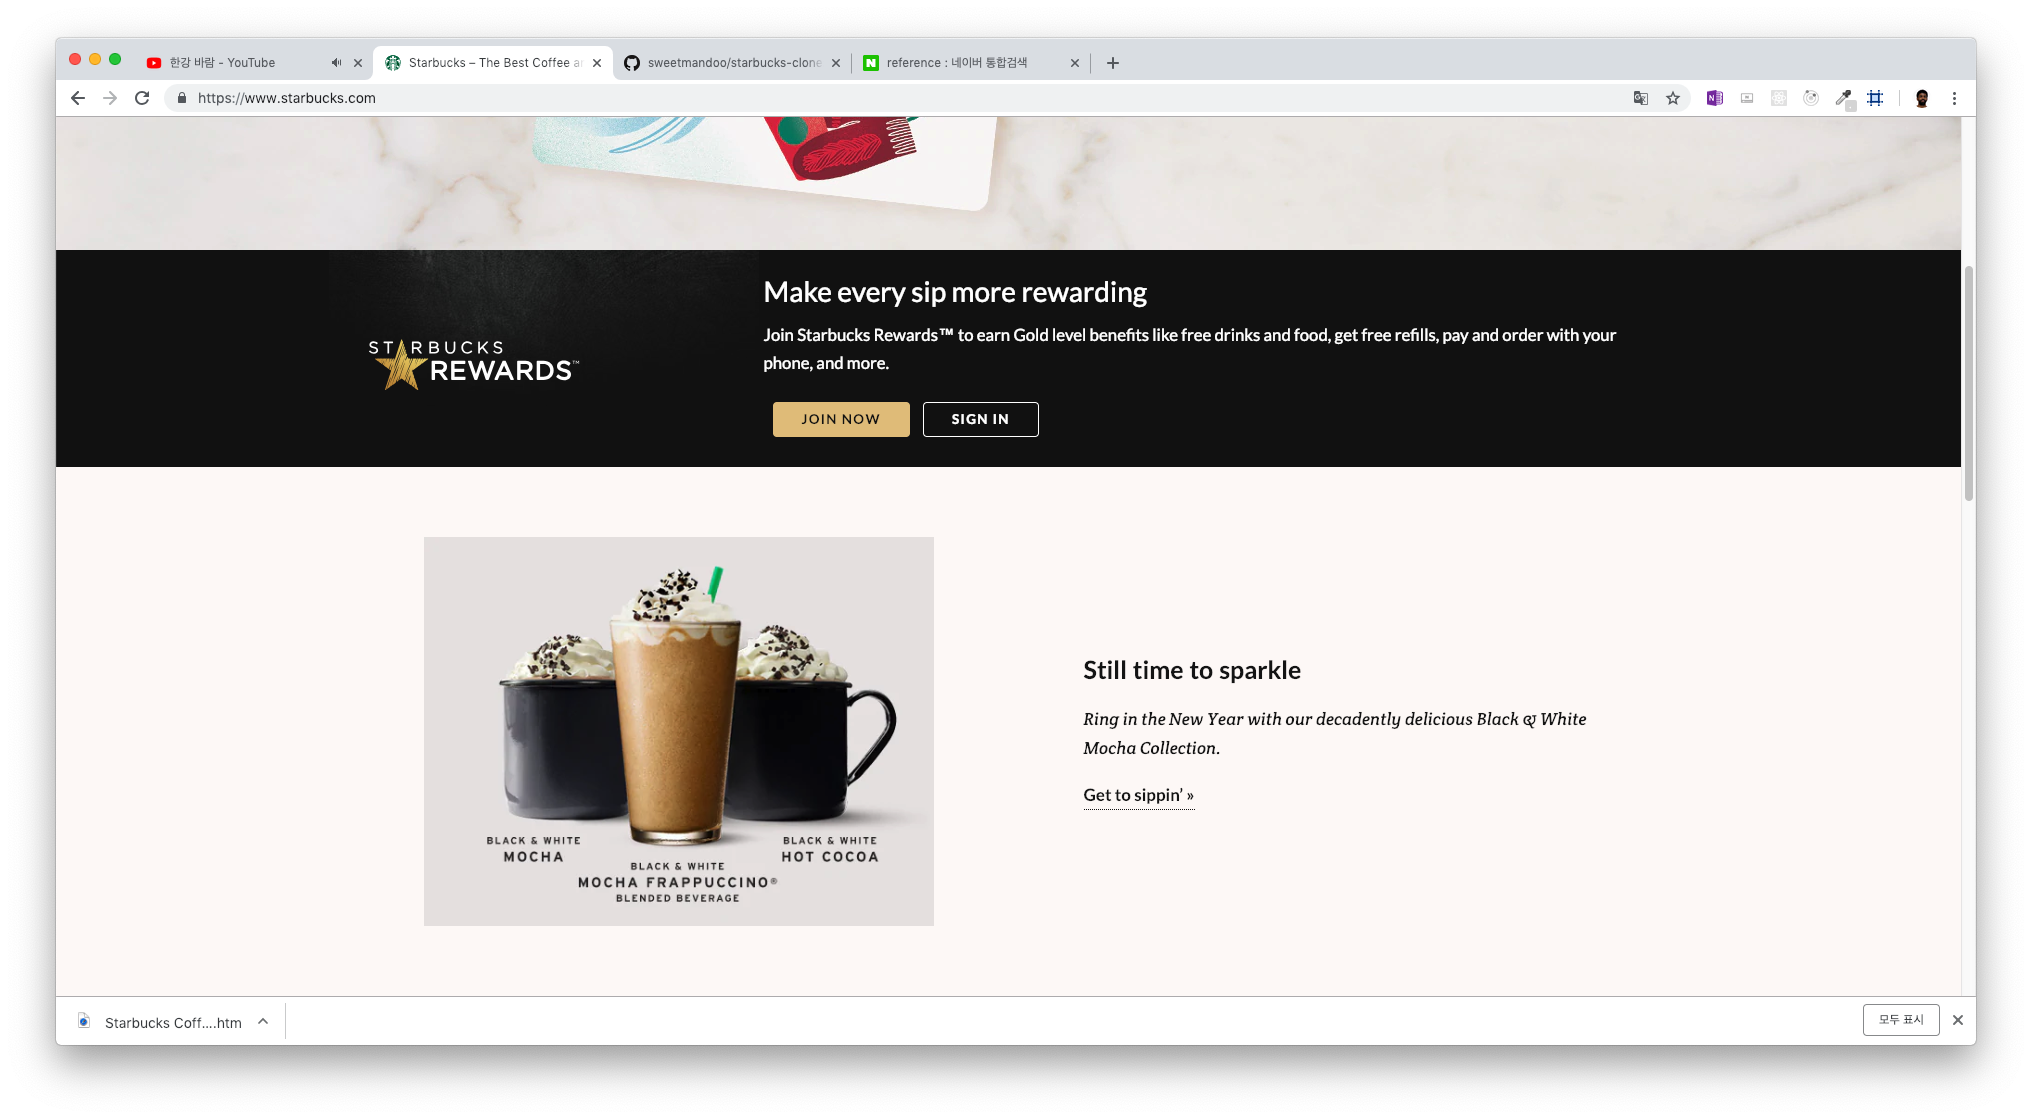 한강 바람 - YouTube
Starbucks – The Best Coffee a
sweetmandoo/starbucks-clone
reference : 네이버 통합검색
https://www.starbucks.com
Make every sip more rewarding
Join Starbucks Rewards™ to earn Gold level benefits like free drinks and food, get free refills, pay and order with your
phone, and more.
STARBUCKS
REWARDS™
JOIN NOW
SIGN IN
Still time to sparkle
Ring in the New Year with our decadently delicious Black & White
Mocha Collection.
Get to sippin’ »
BLACK & WHITE
MOCHA
BLACK & WHITE
MOCHA FRAPPUCCINO®
BLENDED BEVERAGE
BLACK & WHITE
HOT COCOA
Starbucks Coff....htm
모두 표시